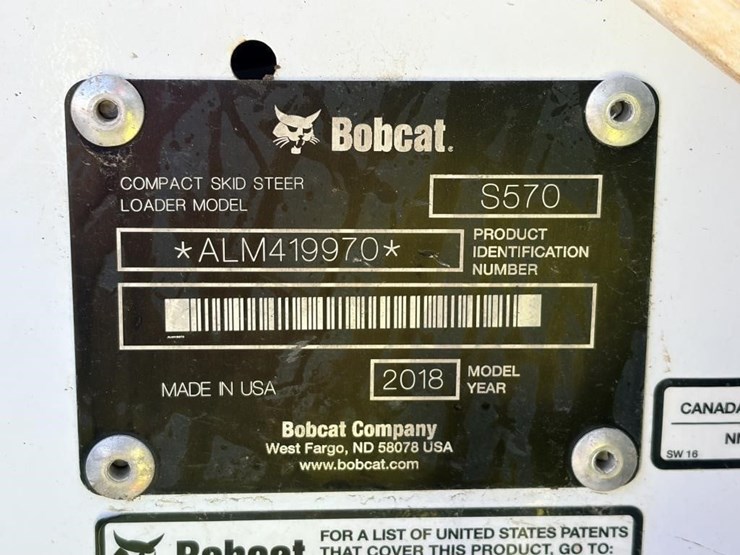 Bobcat.
COMPACT SKID STEER
LOADER MODEL
S570
*ALM419970*
PRODUCT
IDENTIFICATION
NUMBER
MADE IN USA
2018
MODEL
YEAR
Bobcat Company
West Fargo, ND 58078 USA
www.bobcat.com
CANADA
SW 16
Bobcat
FOR A LIST OF UNITED STATES PATENTS
THAT COVER THIS PRODUCT, GO TO: